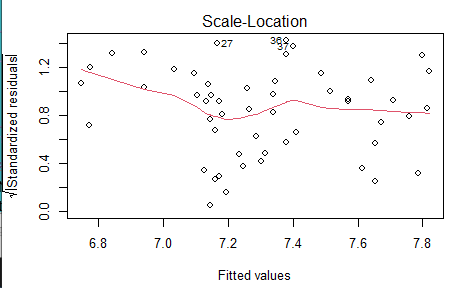 Scale-Location
√|Standardized residuals|
0.0 0.4 0.8 1.2
27
36
37
6.8 7.0 7.2 7.4 7.6 7.8
Fitted values